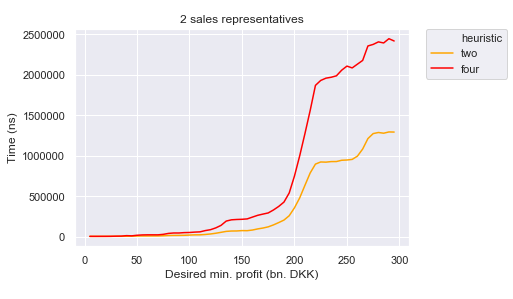 2 sales representatives
2500000
2000000
1500000
1000000
500000
0
Time (ns)
0 50 100 150 200 250 300
Desired min. profit (bn. DKK)
heuristic
two
four